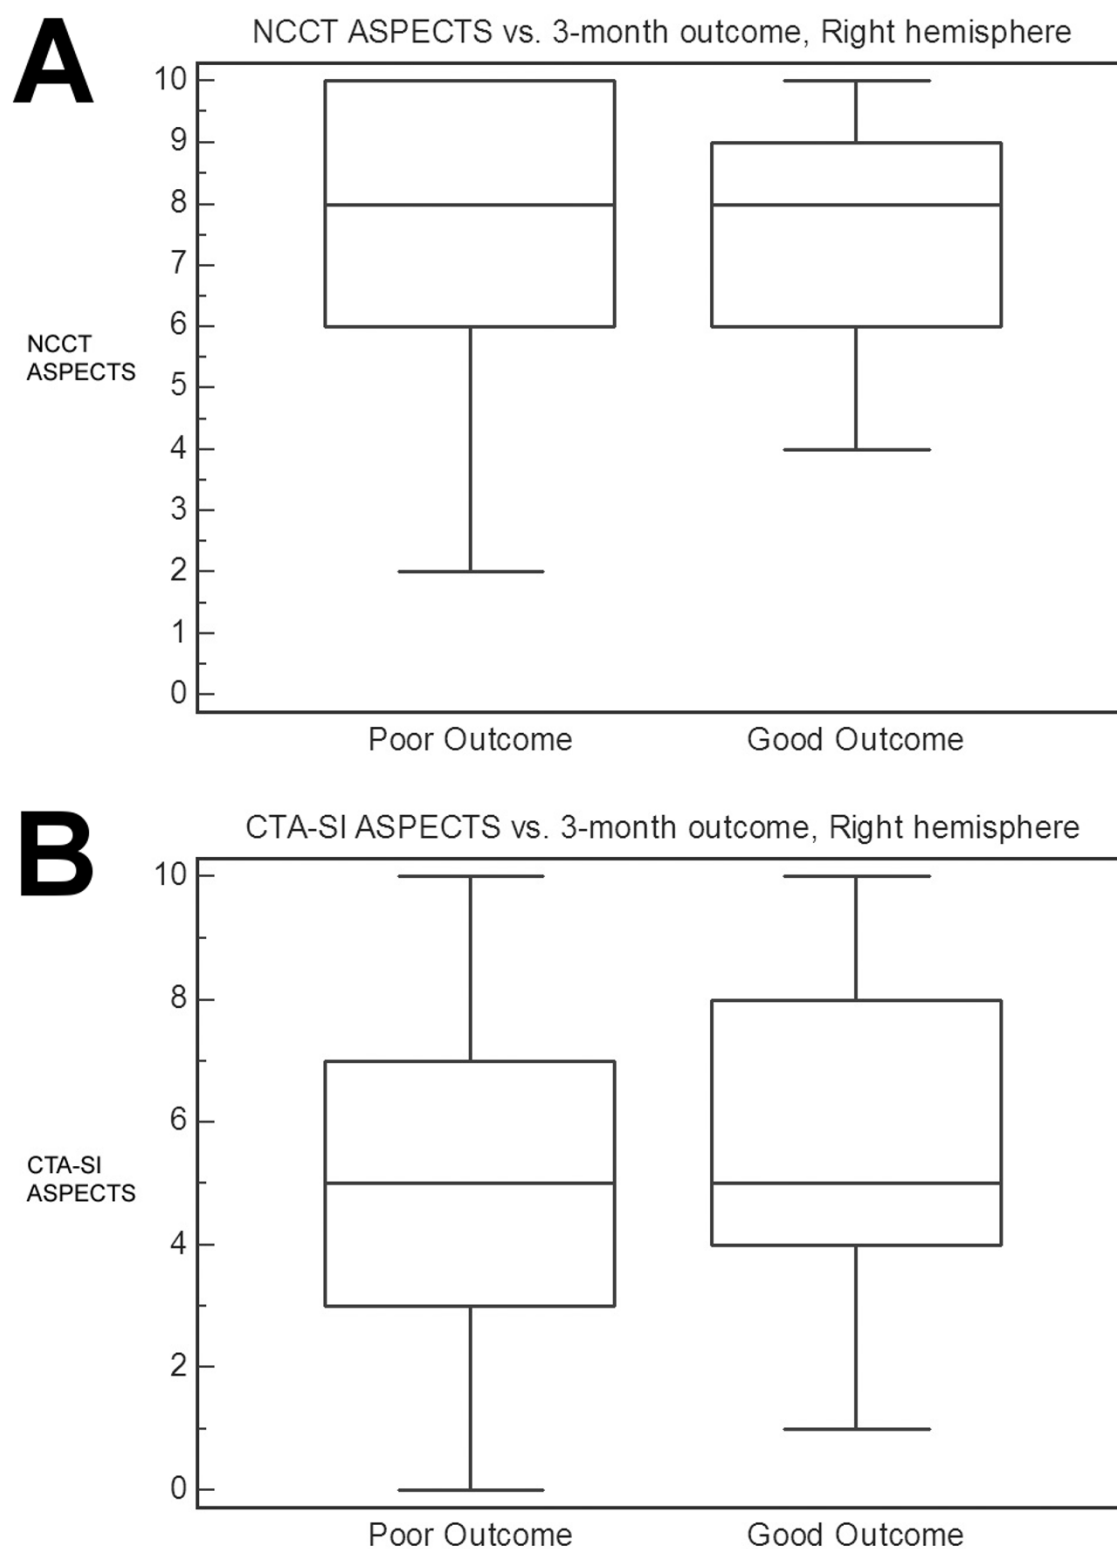 A
NCCT ASPECTS vs. 3-month outcome, Right hemisphere
10
9
8
7
6
5
4
3
2
1
0
NCCT
ASPECTS
Poor Outcome
Good Outcome
B
CTA-SI ASPECTS vs. 3-month outcome, Right hemisphere
10
8
6
4
2
0
CTA-SI
ASPECTS
Poor Outcome
Good Outcome